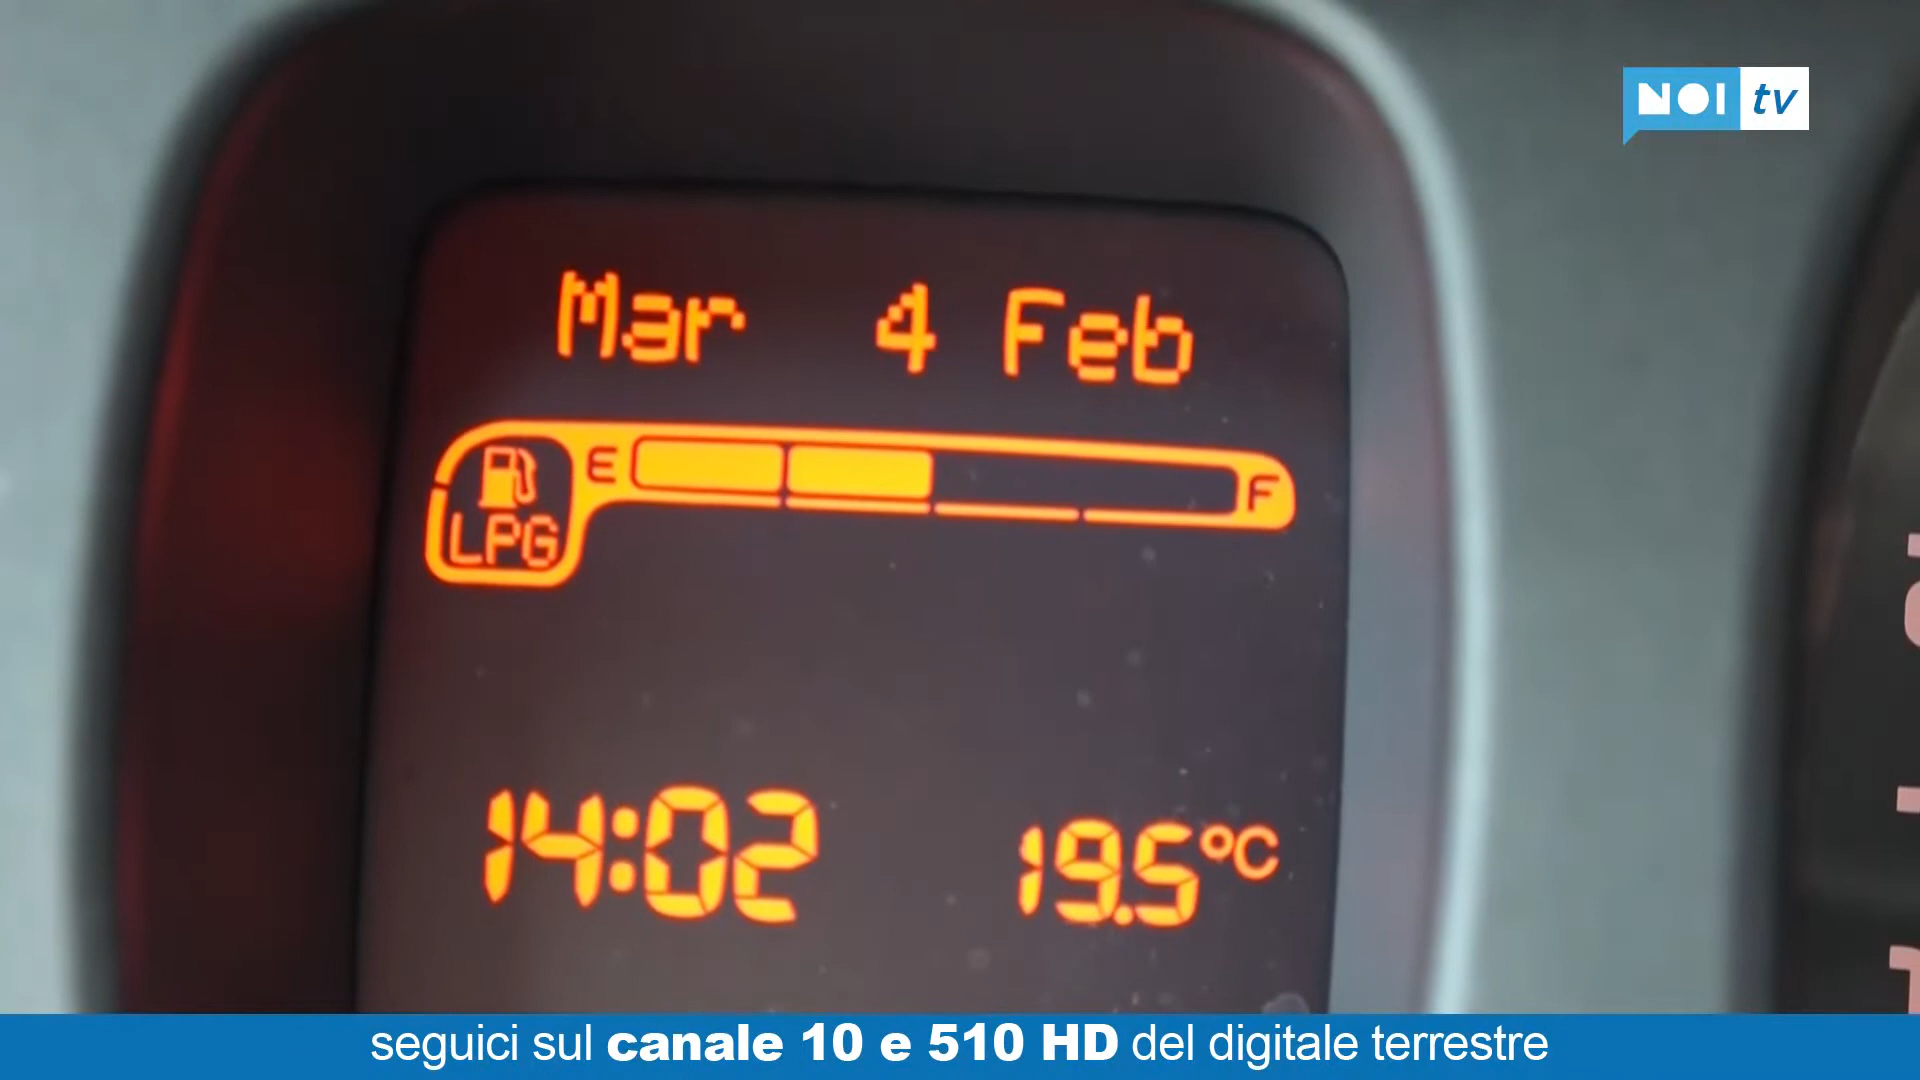 NOI tv
Mar 4 Feb
E F
LPG
14:02 19.5°C
seguici sul canale 10 e 510 HD del digitale terrestre